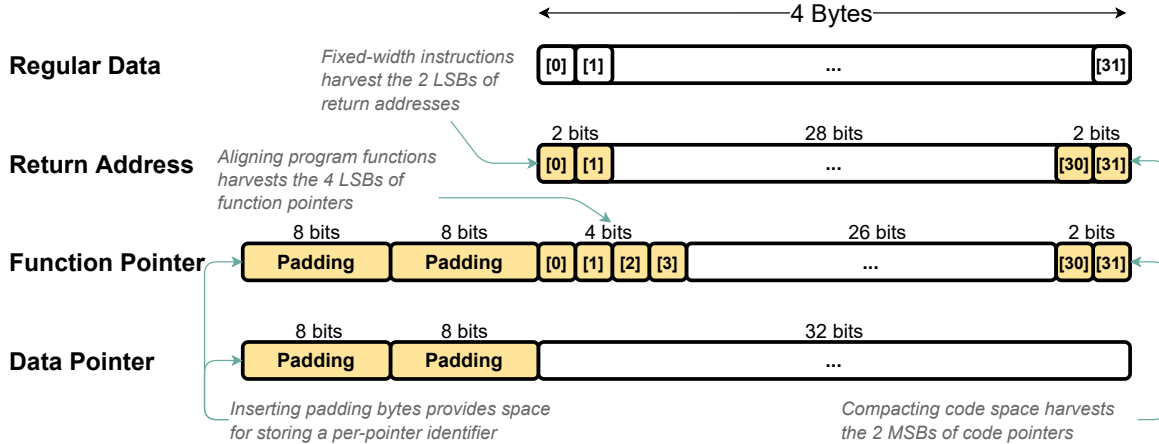 4 Bytes
Regular Data
[0] [1] ... [31]
Fixed-width instructions
harvest the 2 LSBs of
return addresses
2 bits 28 bits 2 bits
Return Address
[0] [1] ... [30] [31]
Aligning program functions
harvests the 4 LSBs of
function pointers
8 bits 8 bits 4 bits 26 bits 2 bits
Function Pointer
Padding Padding [0] [1] [2] [3] ... [30] [31]
8 bits 8 bits 32 bits
Data Pointer
Padding Padding ...
Inserting padding bytes provides space
for storing a per-pointer identifier
Compacting code space harvests
the 2 MSBs of code pointers